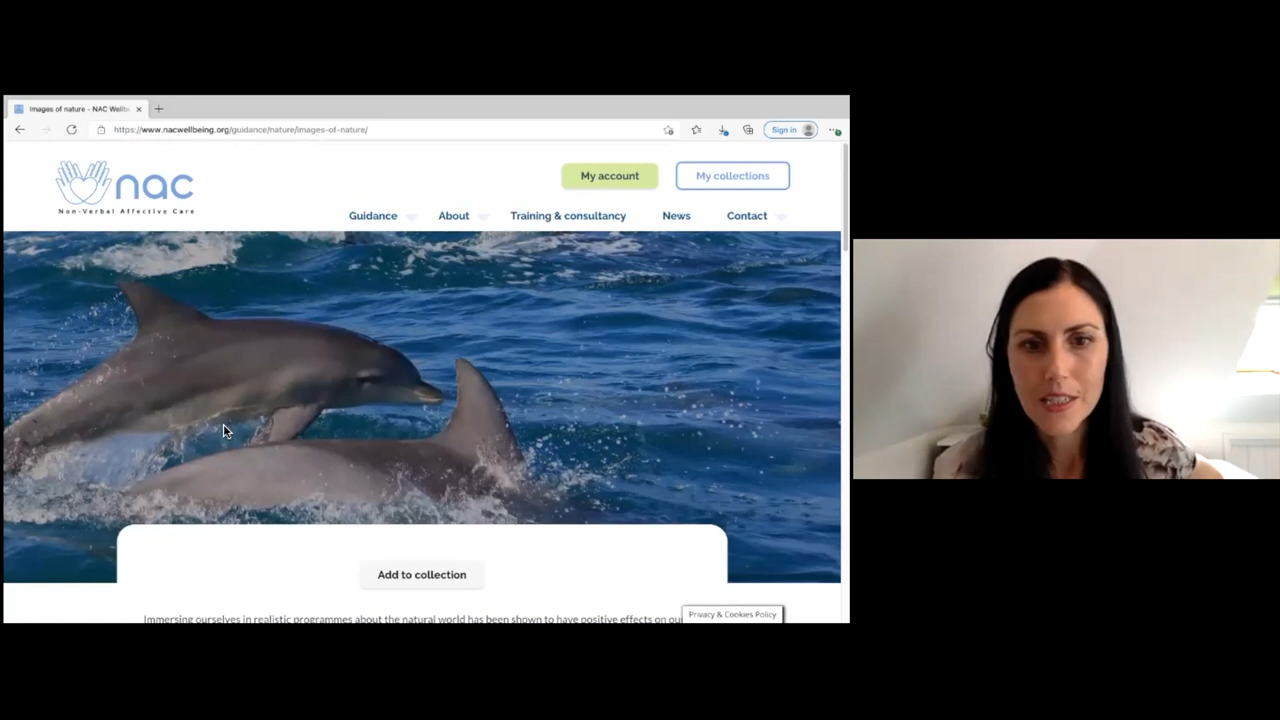 Images of nature - NAC Wellb
https://www.nacwellbeing.org/guidance/nature/images-of-nature/
Sign in
nac
Non-Verbal Affective Care
My account
My collections
Guidance
About
Training & consultancy
News
Contact
Add to collection
Immersing ourselves in realistic programmes about the natural world has been shown to have positive effects on our
Privacy & Cookies Policy